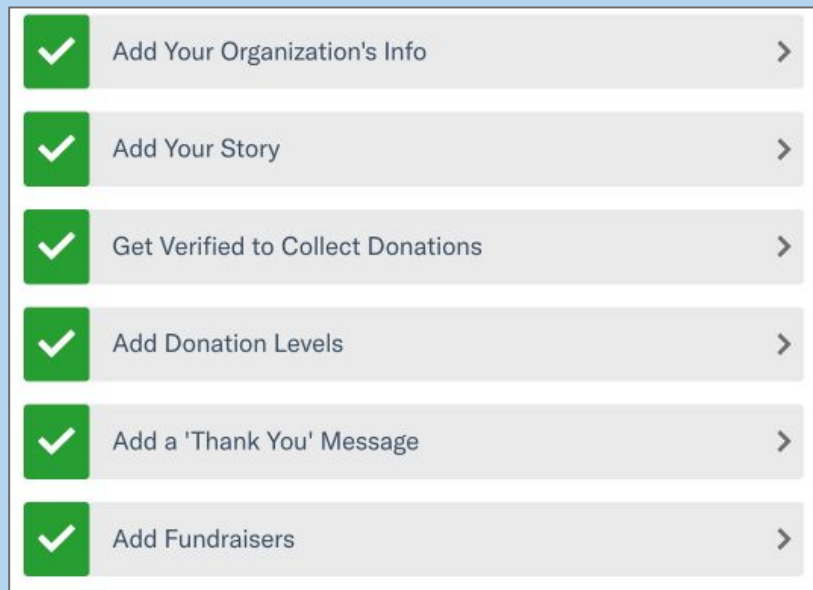 Add Your Organization's Info
Add Your Story
Get Verified to Collect Donations
Add Donation Levels
Add a 'Thank You' Message
Add Fundraisers